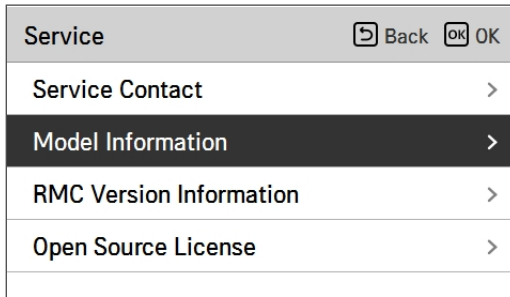 Service Back OK OK
Service Contact >
Model Information >
RMC Version Information >
Open Source License >